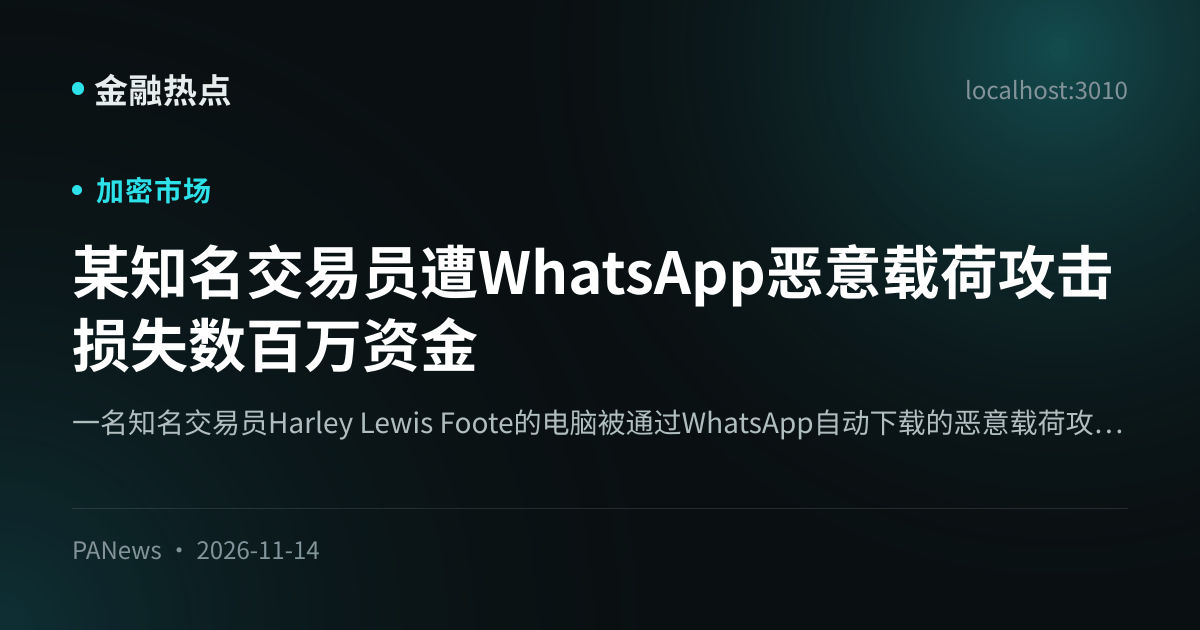 金融热点
localhost:3010
加密市场
某知名交易员遭WhatsApp恶意载荷攻击
损失数百万资金
一名知名交易员Harley Lewis Foote的电脑被通过WhatsApp自动下载的恶意载荷攻…
PANews • 2026-11-14